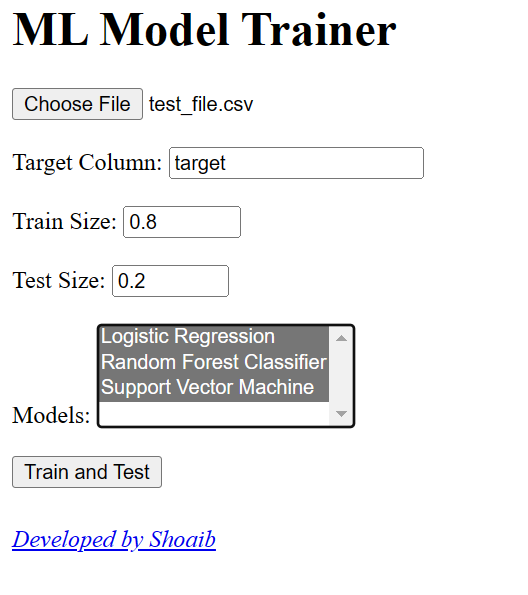 ML Model Trainer
Choose File test_file.csv
Target Column: target
Train Size: 0.8
Test Size: 0.2
Logistic Regression
Random Forest Classifier
Support Vector Machine
Models:
Train and Test
Developed by Shoaib